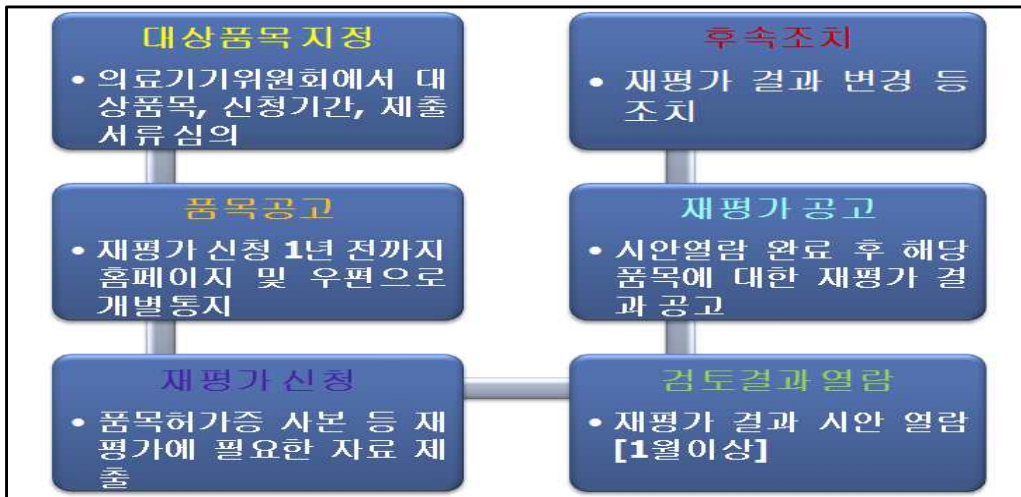 대상품목 지정
• 의료기기위원회에서 대
상품목, 신청기간, 제출
서류 심의
품목공고
• 재평가 신청 1년 전까지
홈페이지 및 우편으로
개별통지
재평가 신청
• 품목허가증 사본 등 재
평가에 필요한 자료 제
출
검토결과 열람
• 재평가 결과 시안 열람
[1월이상]
재평가 공고
• 시안열람 완료 후 해당
품목에 대한 재평가 결
과 공고
후속조치
• 재평가 결과 변경 등
조치